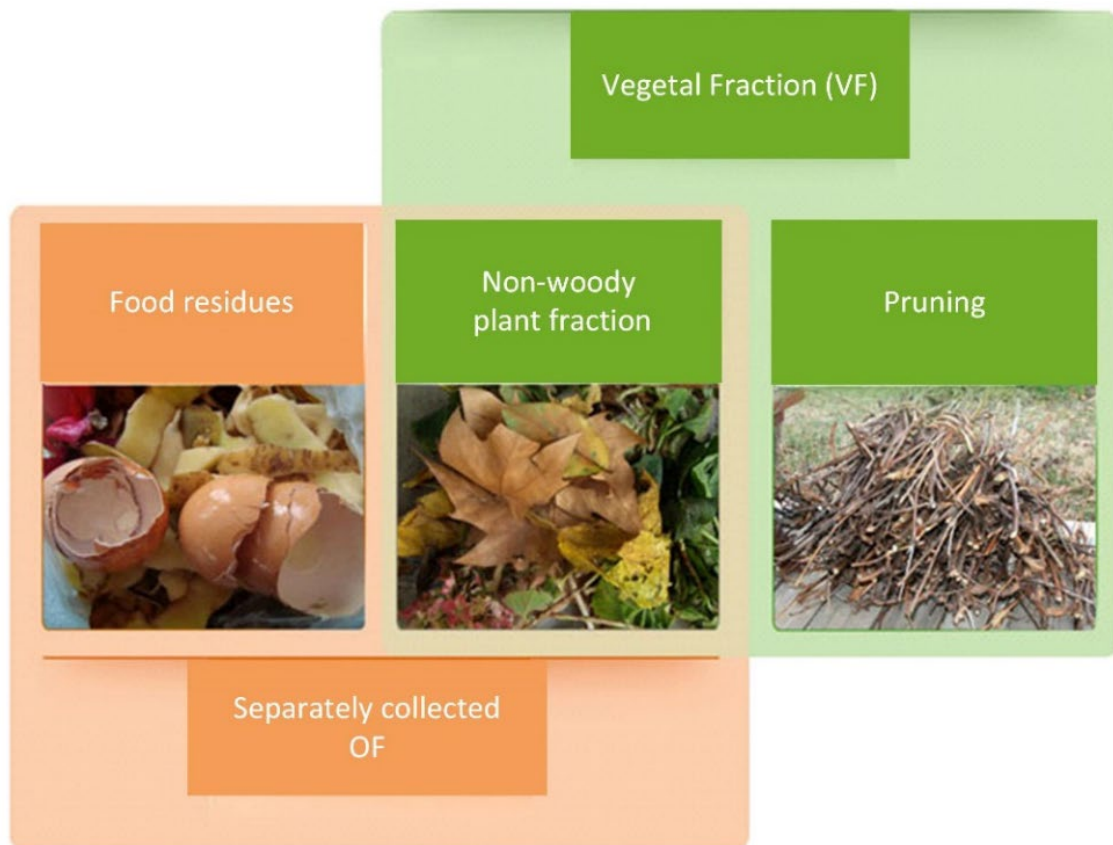 Vegetal Fraction (VF)
Food residues
Non-woody
plant fraction
Pruning
Separately collected
OF